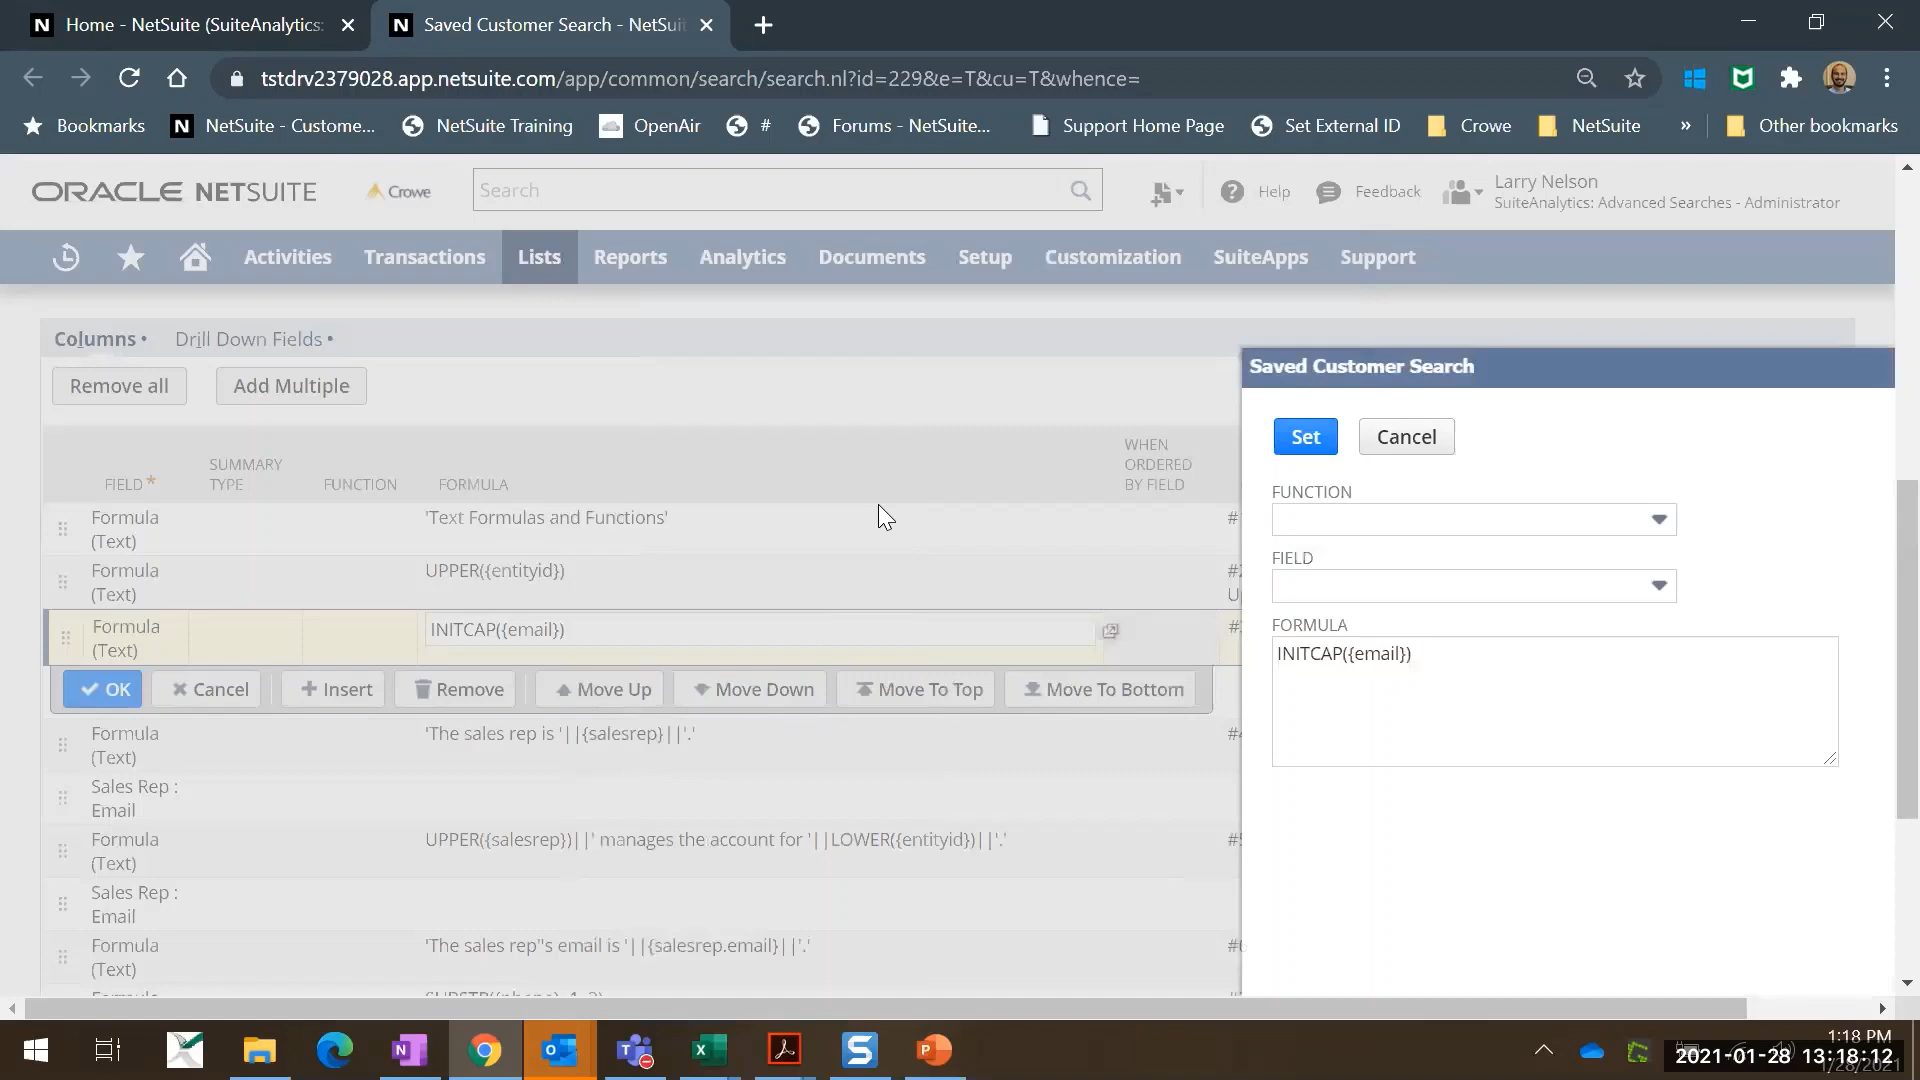 Home - NetSuite (SuiteAnalytics:
Saved Customer Search - NetSui
tstdrv2379028.app.netsuite.com/app/common/search/search.nl?id=229&e=T&cu=T&whence=
Bookmarks
NetSuite - Custome...
NetSuite Training
OpenAir
#
Forums - NetSuite...
Support Home Page
Set External ID
Crowe
NetSuite
»
Other bookmarks
ORACLE NETSUITE
Crowe
Search
Help
Feedback
Larry Nelson
SuiteAnalytics: Advanced Searches - Administrator
Activities
Transactions
Lists
Reports
Analytics
Documents
Setup
Customization
SuiteApps
Support
Columns •
Drill Down Fields •
Remove all
Add Multiple
FIELD *
SUMMARY
TYPE
FUNCTION
FORMULA
WHEN
ORDERED
BY FIELD
Formula
(Text)
'Text Formulas and Functions'
#
Formula
(Text)
UPPER({entityid})
#2
U
Formula
(Text)
INITCAP({email})
#
OK
Cancel
Insert
Remove
Move Up
Move Down
Move To Top
Move To Bottom
Formula
(Text)
'The sales rep is '||{salesrep}||'.'
#4
Sales Rep :
Email
Formula
(Text)
UPPER({salesrep})||' manages the account for '||LOWER({entityid})||'.'
#5
Sales Rep :
Email
Formula
(Text)
'The sales rep''s email is '||{salesrep.email}||'.'
#6
Saved Customer Search
Set
Cancel
FUNCTION
FIELD
FORMULA
INITCAP({email})
1:18 PM
2021-01-28 13:18:12